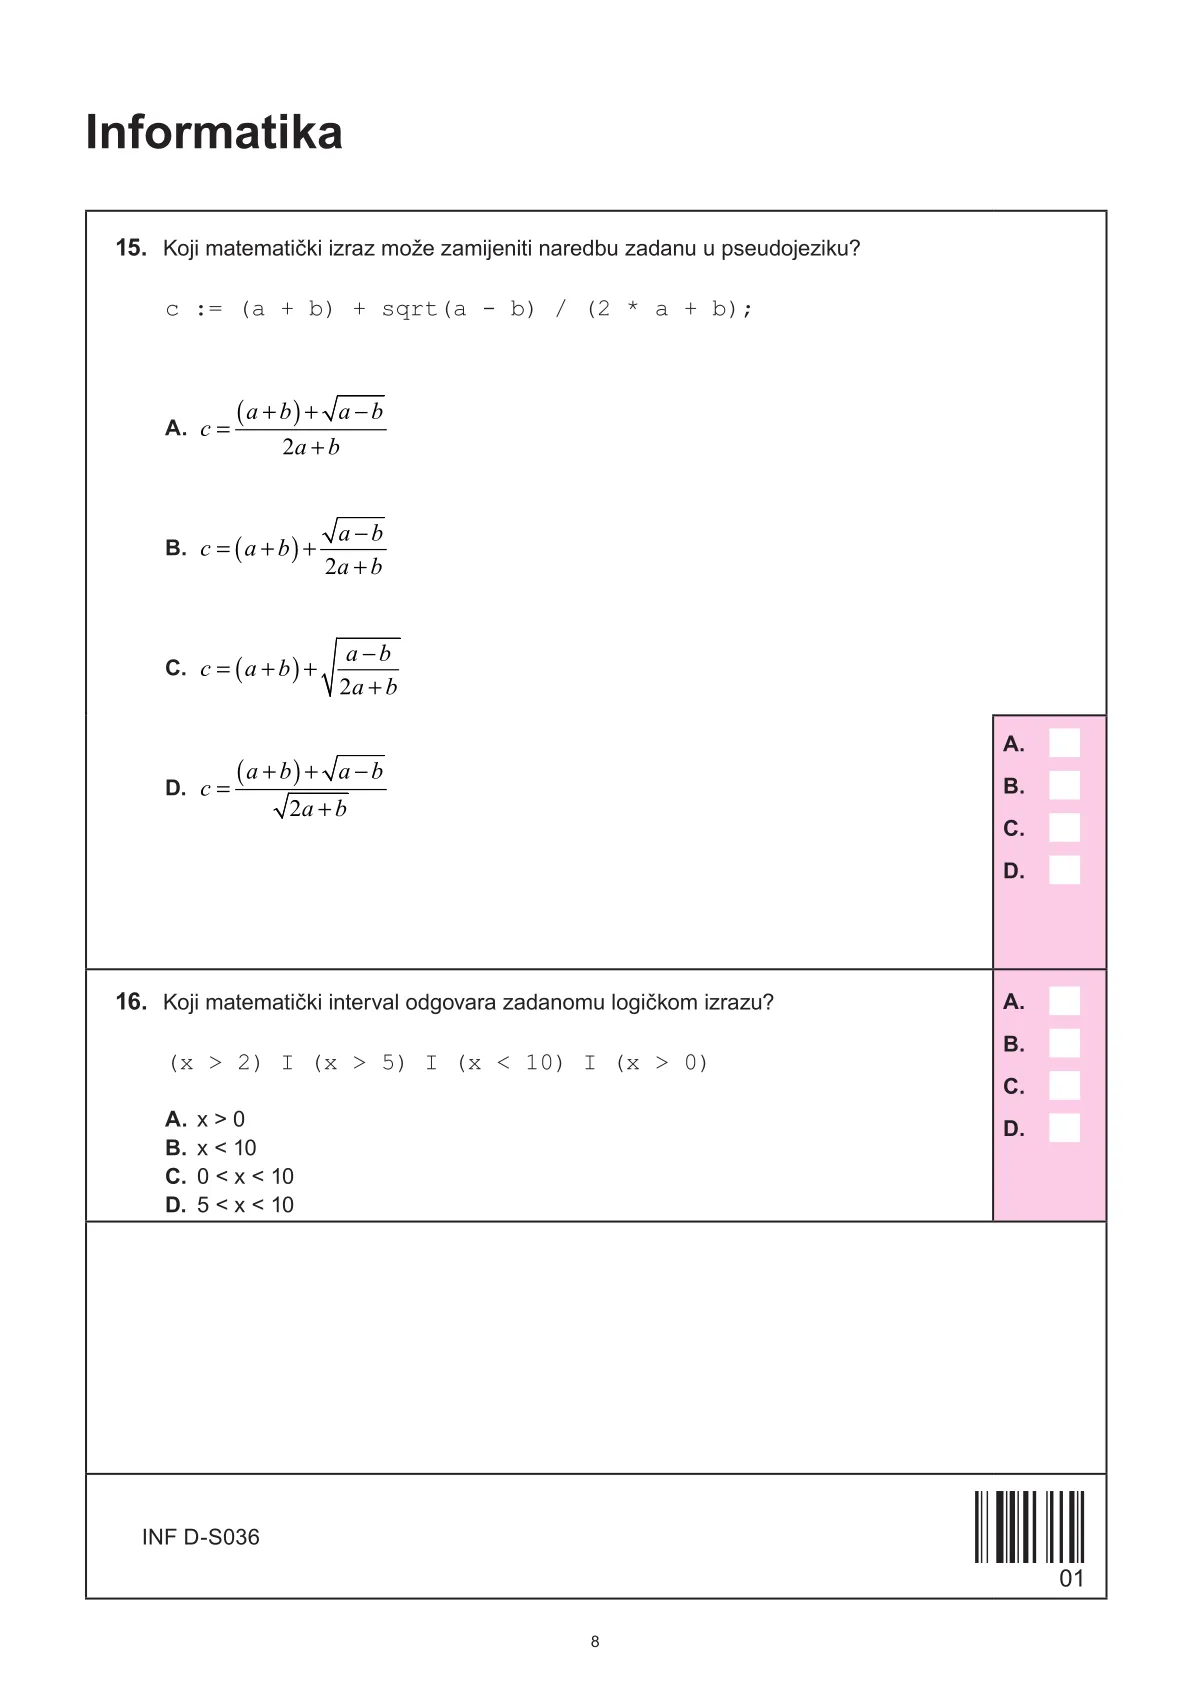 Informatika
15. Koji matematički izraz može zamijeniti naredbu zadanu u pseudojeziku?
c := (a + b) + sqrt(a - b) / (2 * a + b);
A. c = ((a+b)+√(a−b))/(2a+b)
B. c = (a+b)+√(a−b)/(2a+b)
C. c = (a+b)+√((a−b)/(2a+b))
D. c = ((a+b)+√(a−b))/√(2a+b)
A.
B.
C.
D.
16. Koji matematički interval odgovara zadanomu logičkom izrazu?
(x > 2) I (x > 5) I (x < 10) I (x > 0)
A. x > 0
B. x < 10
C. 0 < x < 10
D. 5 < x < 10
A.
B.
C.
D.
INF D-S036
01
8